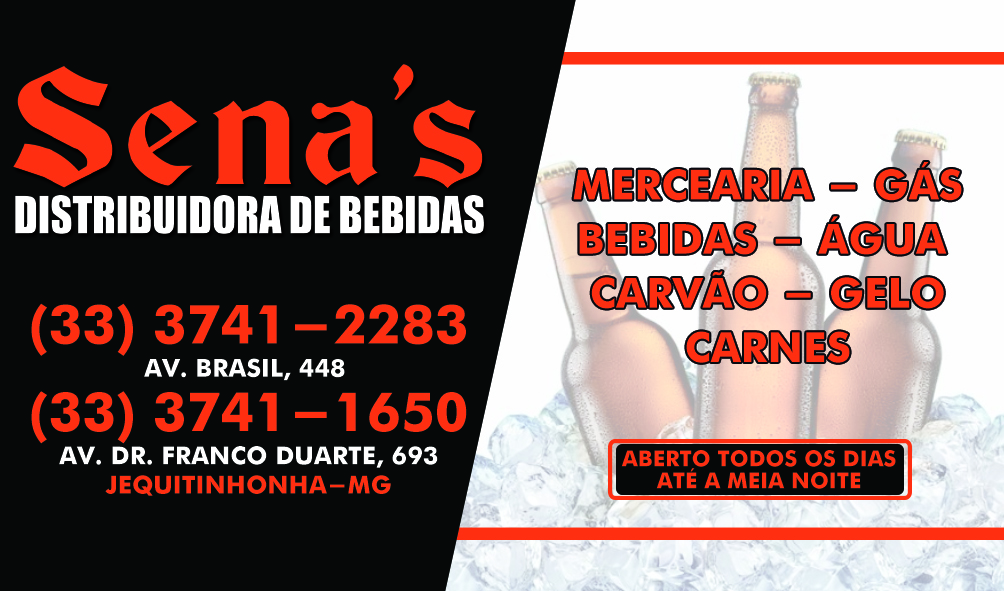 Sena's
DISTRIBUIDORA DE BEBIDAS
(33) 3741-2283
AV. BRASIL, 448
(33) 3741-1650
AV. DR. FRANCO DUARTE, 693
JEQUITINHONHA-MG
MERCEARIA - GÁS
BEBIDAS - ÁGUA
CARVÃO - GELO
CARNES
ABERTO TODOS OS DIAS
ATÉ A MEIA NOITE